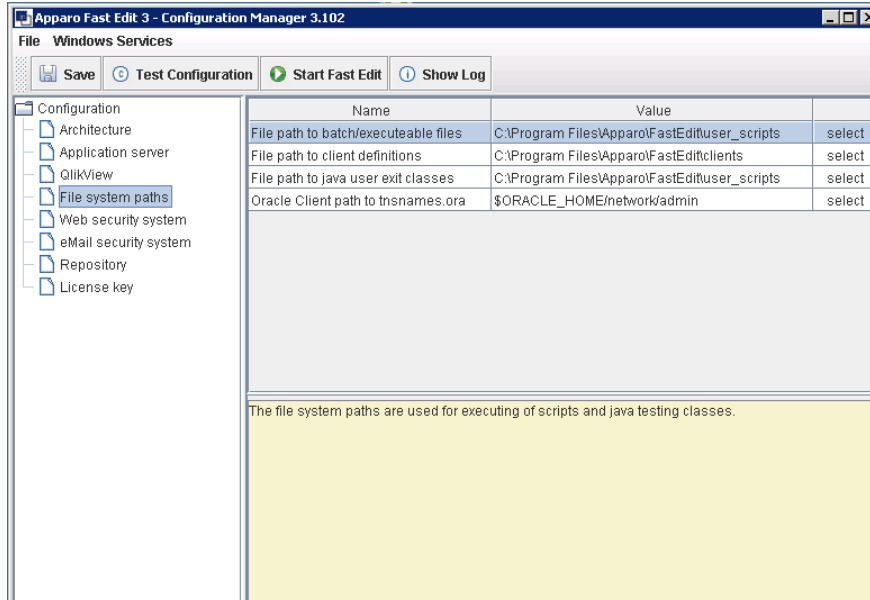 Apparo Fast Edit 3 - Configuration Manager 3.102
File Windows Services
Save Test Configuration Start Fast Edit Show Log
Configuration
Architecture
Application server
QlikView
File system paths
Web security system
eMail security system
Repository
License key
Name Value
File path to batch/executeable files C:\Program Files\Apparo\FastEdit\user_scripts select
File path to client definitions C:\Program Files\Apparo\FastEdit\clients select
File path to java user exit classes C:\Program Files\Apparo\FastEdit\user_scripts select
Oracle Client path to tnsnames.ora $ORACLE_HOME/network/admin select
The file system paths are used for executing of scripts and java testing classes.